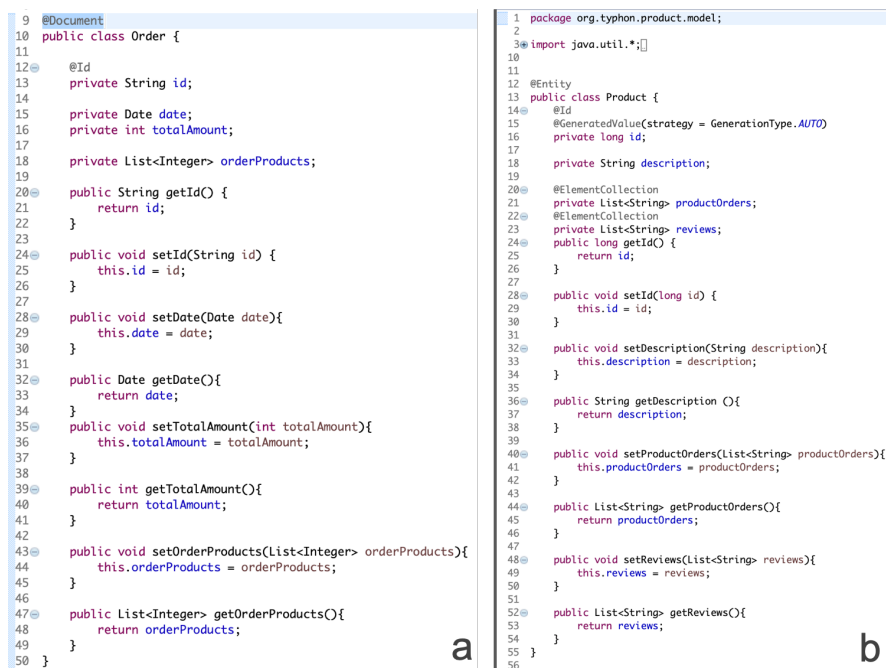 9 @Document
10 public class Order {
11
12 @Id
13 private String id;
14
15 private Date date;
16 private int totalAmount;
17
18 private List<Integer> orderProducts;
19
20 public String getId() {
21 return id;
22 }
23
24 public void setId(String id) {
25 this.id = id;
26 }
27
28 public void setDate(Date date){
29 this.date = date;
30 }
31
32 public Date getDate(){
33 return date;
34 }
35 public void setTotalAmount(int totalAmount){
36 this.totalAmount = totalAmount;
37 }
38
39 public int getTotalAmount(){
40 return totalAmount;
41 }
42
43 public void setOrderProducts(List<Integer> orderProducts){
44 this.orderProducts = orderProducts;
45 }
46
47 public List<Integer> getOrderProducts(){
48 return orderProducts;
49 }
50 }
a
1 package org.typhon.product.model;
2
3 import java.util.*;
10
11
12 @Entity
13 public class Product {
14 @Id
15 @GeneratedValue(strategy = GenerationType.AUTO)
16 private long id;
17
18 private String description;
19
20 @ElementCollection
21 private List<String> productOrders;
22 @ElementCollection
23 private List<String> reviews;
24 public long getId() {
25 return id;
26 }
27
28 public void setId(long id) {
29 this.id = id;
30 }
31
32 public void setDescription(String description){
33 this.description = description;
34 }
35
36 public String getDescription (){
37 return description;
38 }
39
40 public void setProductOrders(List<String> productOrders){
41 this.productOrders = productOrders;
42 }
43
44 public List<String> getProductOrders(){
45 return productOrders;
46 }
47
48 public void setReviews(List<String> reviews){
49 this.reviews = reviews;
50 }
51
52 public List<String> getReviews(){
53 return reviews;
54 }
55 }
56
b